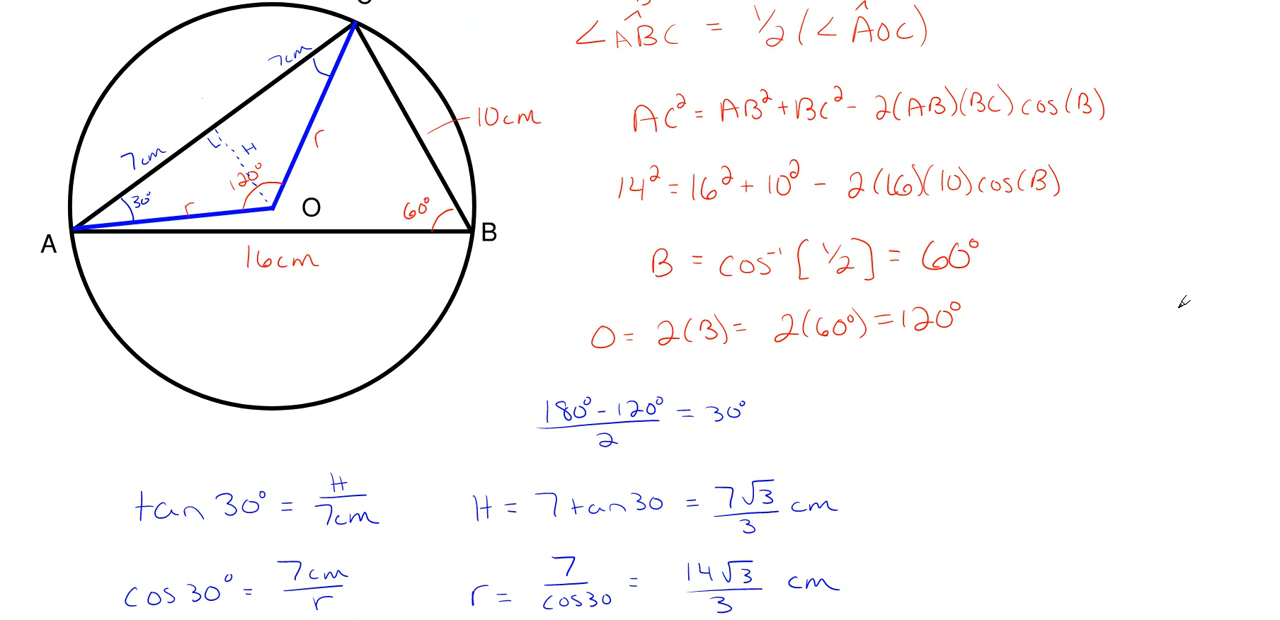 ∠AB̂C = 1/2 (∠AÔC)
7cm
AC² = AB² + BC² - 2(AB)(BC) cos(B)
10cm
r
H
7cm
120°
14² = 16² + 10² - 2(16)(10) cos(B)
30°
r
O
60°
A
B
16cm
B = cos⁻¹ [1/2] = 60°
O = 2(B) = 2(60°) = 120°
180° - 120° / 2 = 30°
tan 30° = H / 7cm
H = 7 tan 30 = 7√3 / 3 cm
cos 30° = 7cm / r
r = 7 / cos 30 = 14√3 / 3 cm